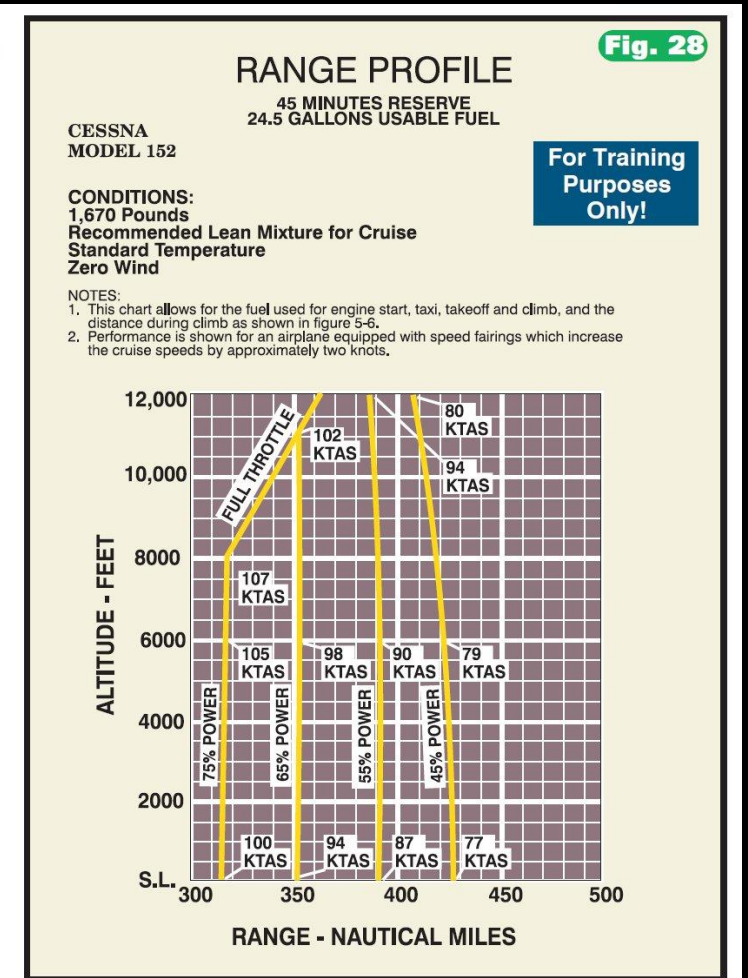 Fig. 28
RANGE PROFILE
45 MINUTES RESERVE
24.5 GALLONS USABLE FUEL
CESSNA
MODEL 152
For Training
Purposes
Only!
CONDITIONS:
1,670 Pounds
Recommended Lean Mixture for Cruise
Standard Temperature
Zero Wind
NOTES:
1. This chart allows for the fuel used for engine start, taxi, takeoff and climb, and the
distance during climb as shown in figure 5-6.
2. Performance is shown for an airplane equipped with speed fairings which increase
the cruise speeds by approximately two knots.
12,000
10,000
8000
6000
4000
2000
S.L.
ALTITUDE - FEET
FULL THROTTLE
102
KTAS
80
KTAS
94
KTAS
107
KTAS
105
KTAS
98
KTAS
90
KTAS
79
KTAS
75% POWER
65% POWER
55% POWER
45% POWER
100
KTAS
94
KTAS
87
KTAS
77
KTAS
300
350
400
450
500
RANGE - NAUTICAL MILES